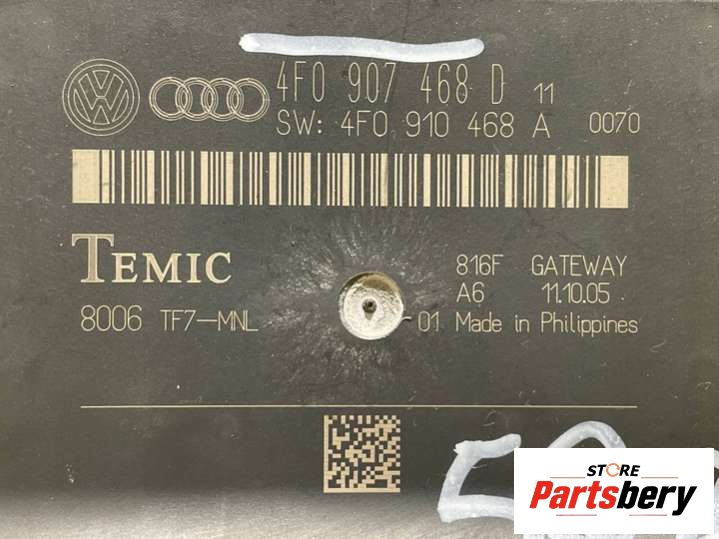 4F0 907 468 D 11
SW: 4F0 910 468 A 0070
TEMIC
816F GATEWAY
A6 11.10.05
8006 TF7-MNL 01 Made in Philippines
STORE
Partsbery